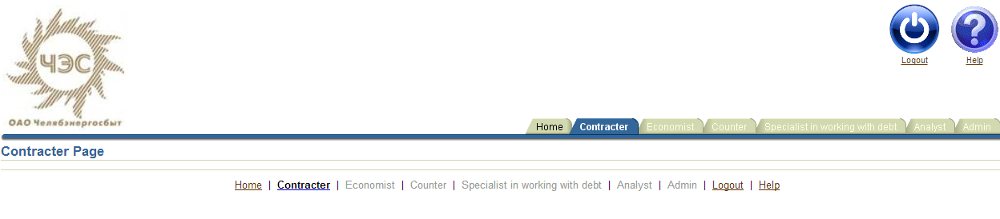 ЧЭС
ОАО Челябэнергосбыт
Logout Help
Home Contracter Economist Counter Specialist in working with debt Analyst Admin
Contracter Page
Home | Contracter | Economist | Counter | Specialist in working with debt | Analyst | Admin | Logout | Help